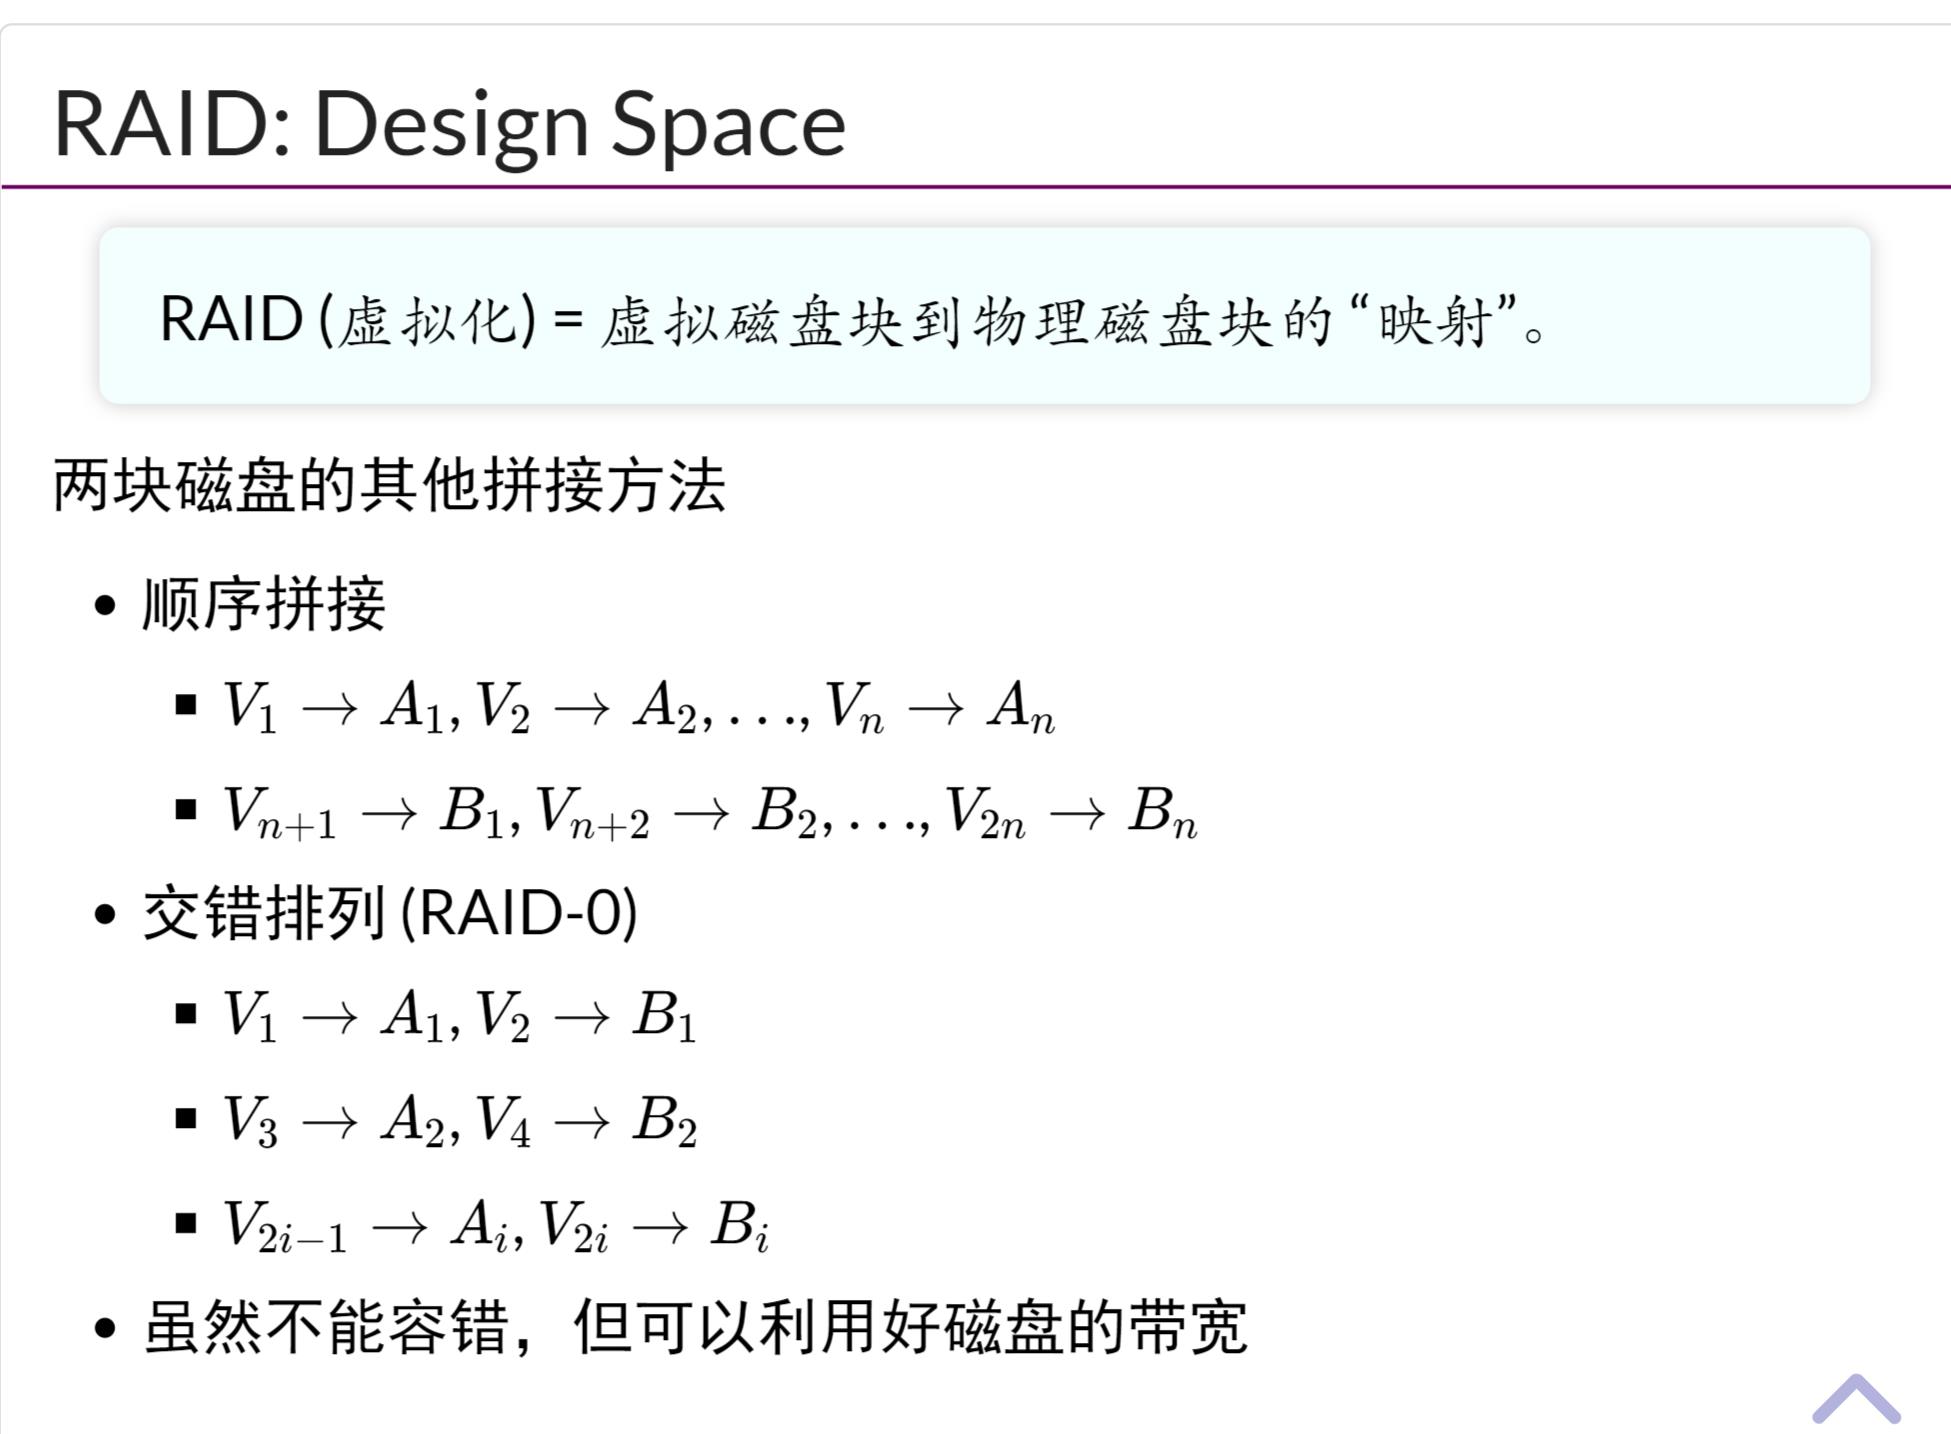 RAID: Design Space
RAID (虚拟化) = 虚拟磁盘块到物理磁盘块的 “映射”。
两块磁盘的其他拼接方法
• 顺序拼接
▪ $V_1 \to A_1, V_2 \to A_2, \ldots, V_n \to A_n$
▪ $V_{n+1} \to B_1, V_{n+2} \to B_2, \ldots, V_{2n} \to B_n$
• 交错排列 (RAID-0)
▪ $V_1 \to A_1, V_2 \to B_1$
▪ $V_3 \to A_2, V_4 \to B_2$
▪ $V_{2i-1} \to A_i, V_{2i} \to B_i$
• 虽然不能容错，但可以利用好磁盘的带宽